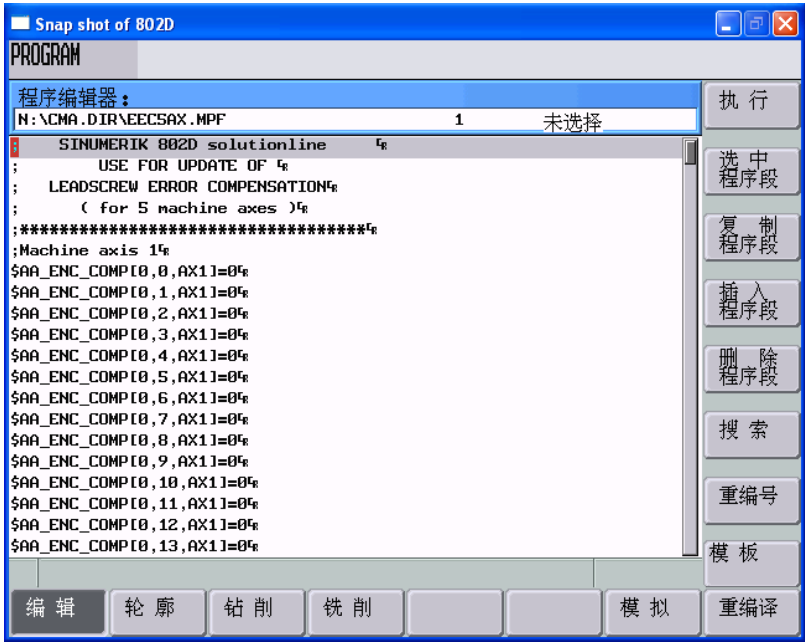 Snap shot of 802D
PROGRAM
程序编辑器：
N:\CMA.DIR\EEC5AX.MPF 1 未选择
; SINUMERIK 802D solutionline
; USE FOR UPDATE OF
; LEADSCREW ERROR COMPENSATION
; ( for 5 machine axes )
;***********************************
;Machine axis 1
$AA_ENC_COMP[0,0,AX1]=0
$AA_ENC_COMP[0,1,AX1]=0
$AA_ENC_COMP[0,2,AX1]=0
$AA_ENC_COMP[0,3,AX1]=0
$AA_ENC_COMP[0,4,AX1]=0
$AA_ENC_COMP[0,5,AX1]=0
$AA_ENC_COMP[0,6,AX1]=0
$AA_ENC_COMP[0,7,AX1]=0
$AA_ENC_COMP[0,8,AX1]=0
$AA_ENC_COMP[0,9,AX1]=0
$AA_ENC_COMP[0,10,AX1]=0
$AA_ENC_COMP[0,11,AX1]=0
$AA_ENC_COMP[0,12,AX1]=0
$AA_ENC_COMP[0,13,AX1]=0
执 行
选 中
程序段
复 制
程序段
插 入
程序段
删 除
程序段
搜 索
重编号
模 板
编 辑
轮 廓
钻 削
铣 削
模 拟
重编译